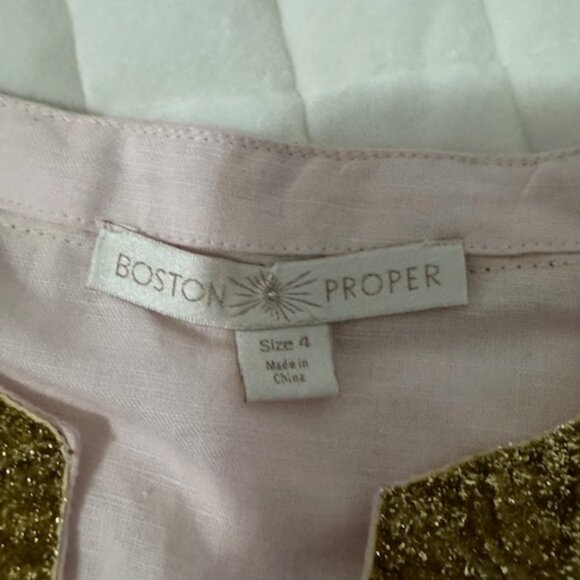 BOSTON PROPER
Size 4
Made in
China